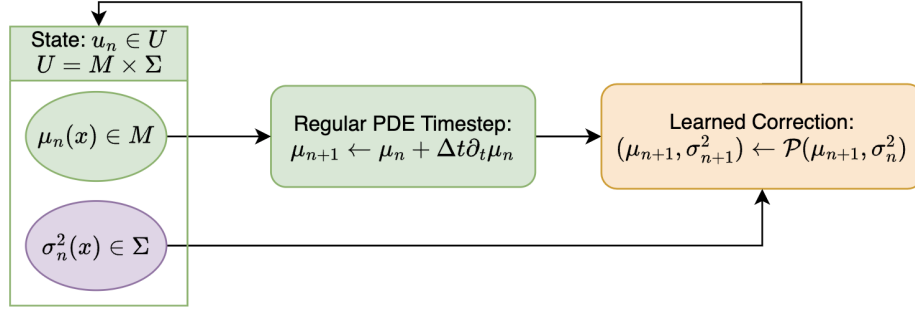 State: $u_n \in U$
$U = M \times \Sigma$
$\mu_n(x) \in M$
$\sigma_n^2(x) \in \Sigma$
Regular PDE Timestep:
$\mu_{n+1} \leftarrow \mu_n + \Delta t \partial_t \mu_n$
Learned Correction:
$(\mu_{n+1}, \sigma_{n+1}^2) \leftarrow \mathcal{P}(\mu_{n+1}, \sigma_n^2)$